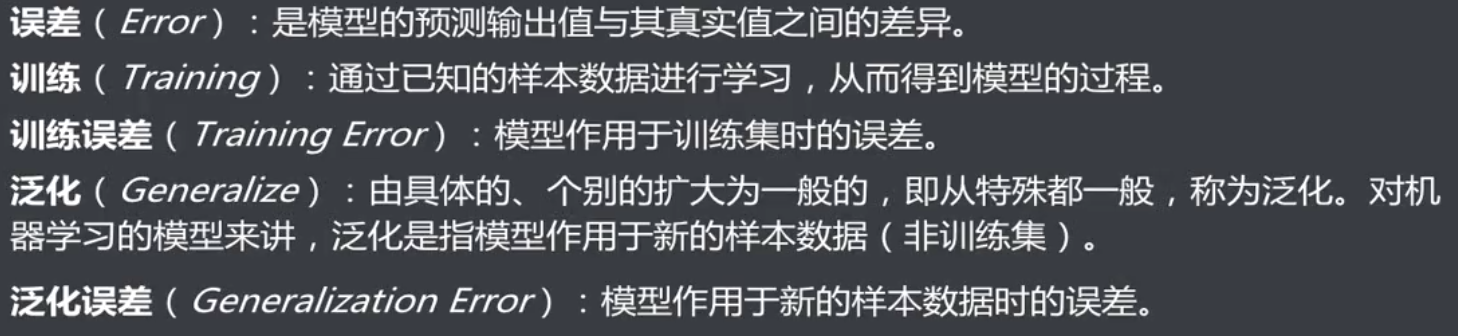 误差（Error）：是模型的预测输出值与其真实值之间的差异。
训练（Training）：通过已知的样本数据进行学习，从而得到模型的过程。
训练误差（Training Error）：模型作用于训练集时的误差。
泛化（Generalize）：由具体的、个别的扩大为一般的，即从特殊都一般，称为泛化。对机
器学习的模型来讲，泛化是指模型作用于新的样本数据（非训练集）。
泛化误差（Generalization Error）：模型作用于新的样本数据时的误差。